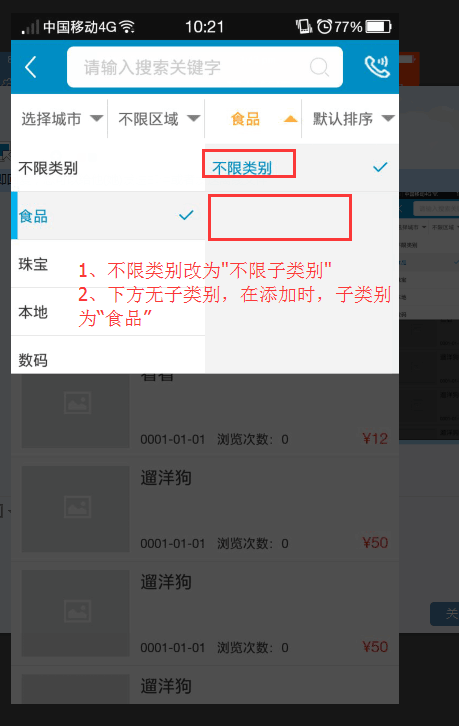 中国移动4G 10:21 77%
请输入搜索关键字
选择城市 不限区域 食品 默认排序
不限类别 不限类别
食品
珠宝
1、不限类别改为"不限子类别"
2、下方无子类别，在添加时，子类别
为“食品”
本地
数码
看看
0001-01-01 浏览次数：0 ¥12
遛洋狗
0001-01-01 浏览次数：0 ¥50
遛洋狗
0001-01-01 浏览次数：0 ¥50
遛洋狗
关